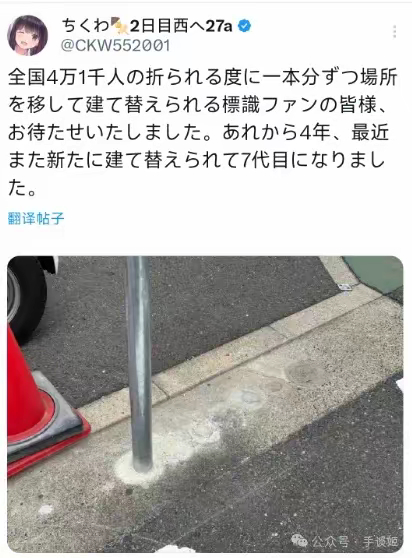 ちくわ🐕2日目西へ27a
@CKW552001
全国4万1千人の折られる度に一本分ずつ場所
を移して建て替えられる標識ファンの皆様、
お待たせいたしました。あれから4年、最近
また新たに建て替えられて7代目になりまし
た。
翻译帖子
公众号 · 手谈姬